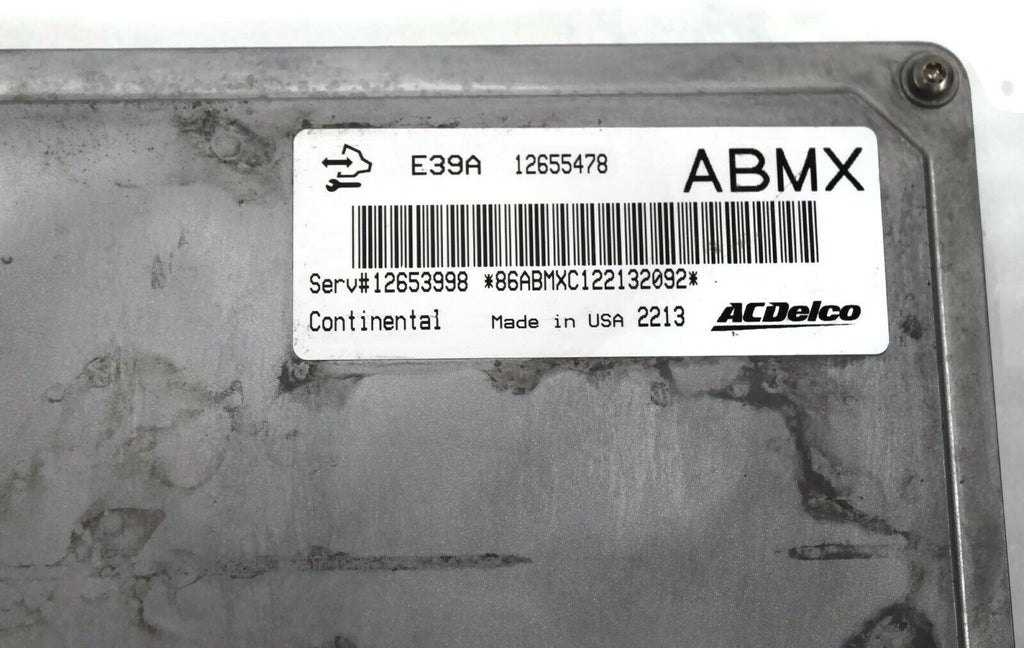 E39A 12655478 ABMX
Serv#12653998 *86ABMXC122132092*
Continental Made in USA 2213 ACDelco